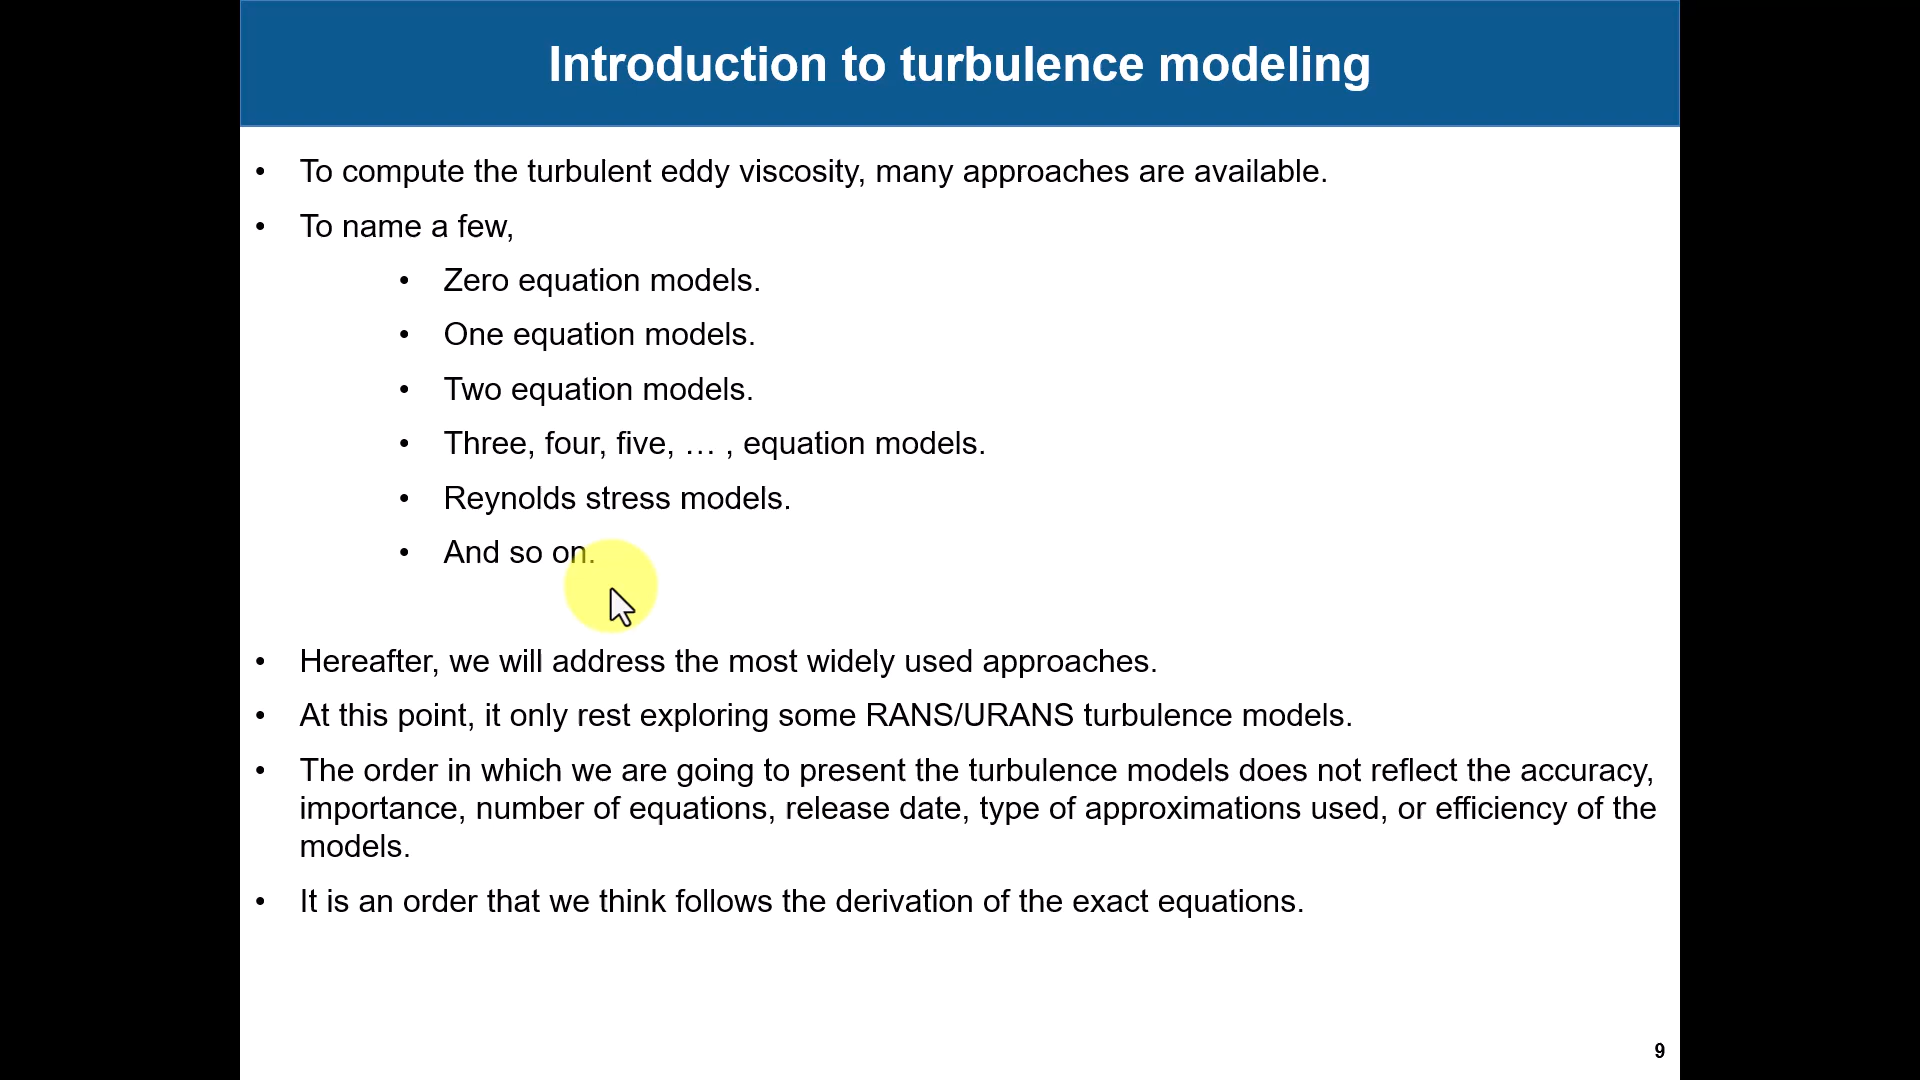 Introduction to turbulence modeling
• To compute the turbulent eddy viscosity, many approaches are available.
• To name a few,
• Zero equation models.
• One equation models.
• Two equation models.
• Three, four, five, … , equation models.
• Reynolds stress models.
• And so on.
• Hereafter, we will address the most widely used approaches.
• At this point, it only rest exploring some RANS/URANS turbulence models.
• The order in which we are going to present the turbulence models does not reflect the accuracy,
importance, number of equations, release date, type of approximations used, or efficiency of the
models.
• It is an order that we think follows the derivation of the exact equations.
9